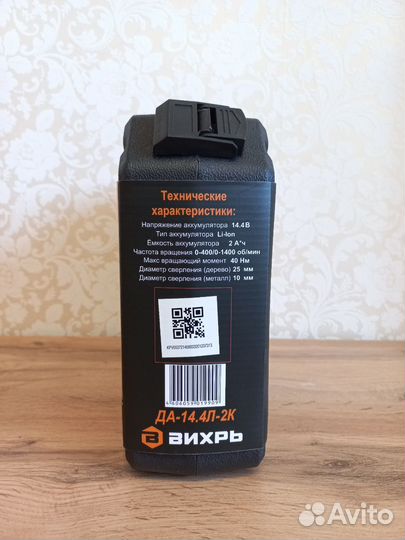 Технические
характеристики:
Напряжение аккумулятора 14.4 В
Тип аккумулятора Li-Ion
Ёмкость аккумулятора 2 А*ч
Частота вращения 0-400/0-1400 об/мин
Макс вращающий момент 40 Нм
Диаметр сверления (дерево) 25 мм
Диаметр сверления (металл) 10 мм
4606059019909
ДА-14.4Л-2К
ВИХРЬ
Avito